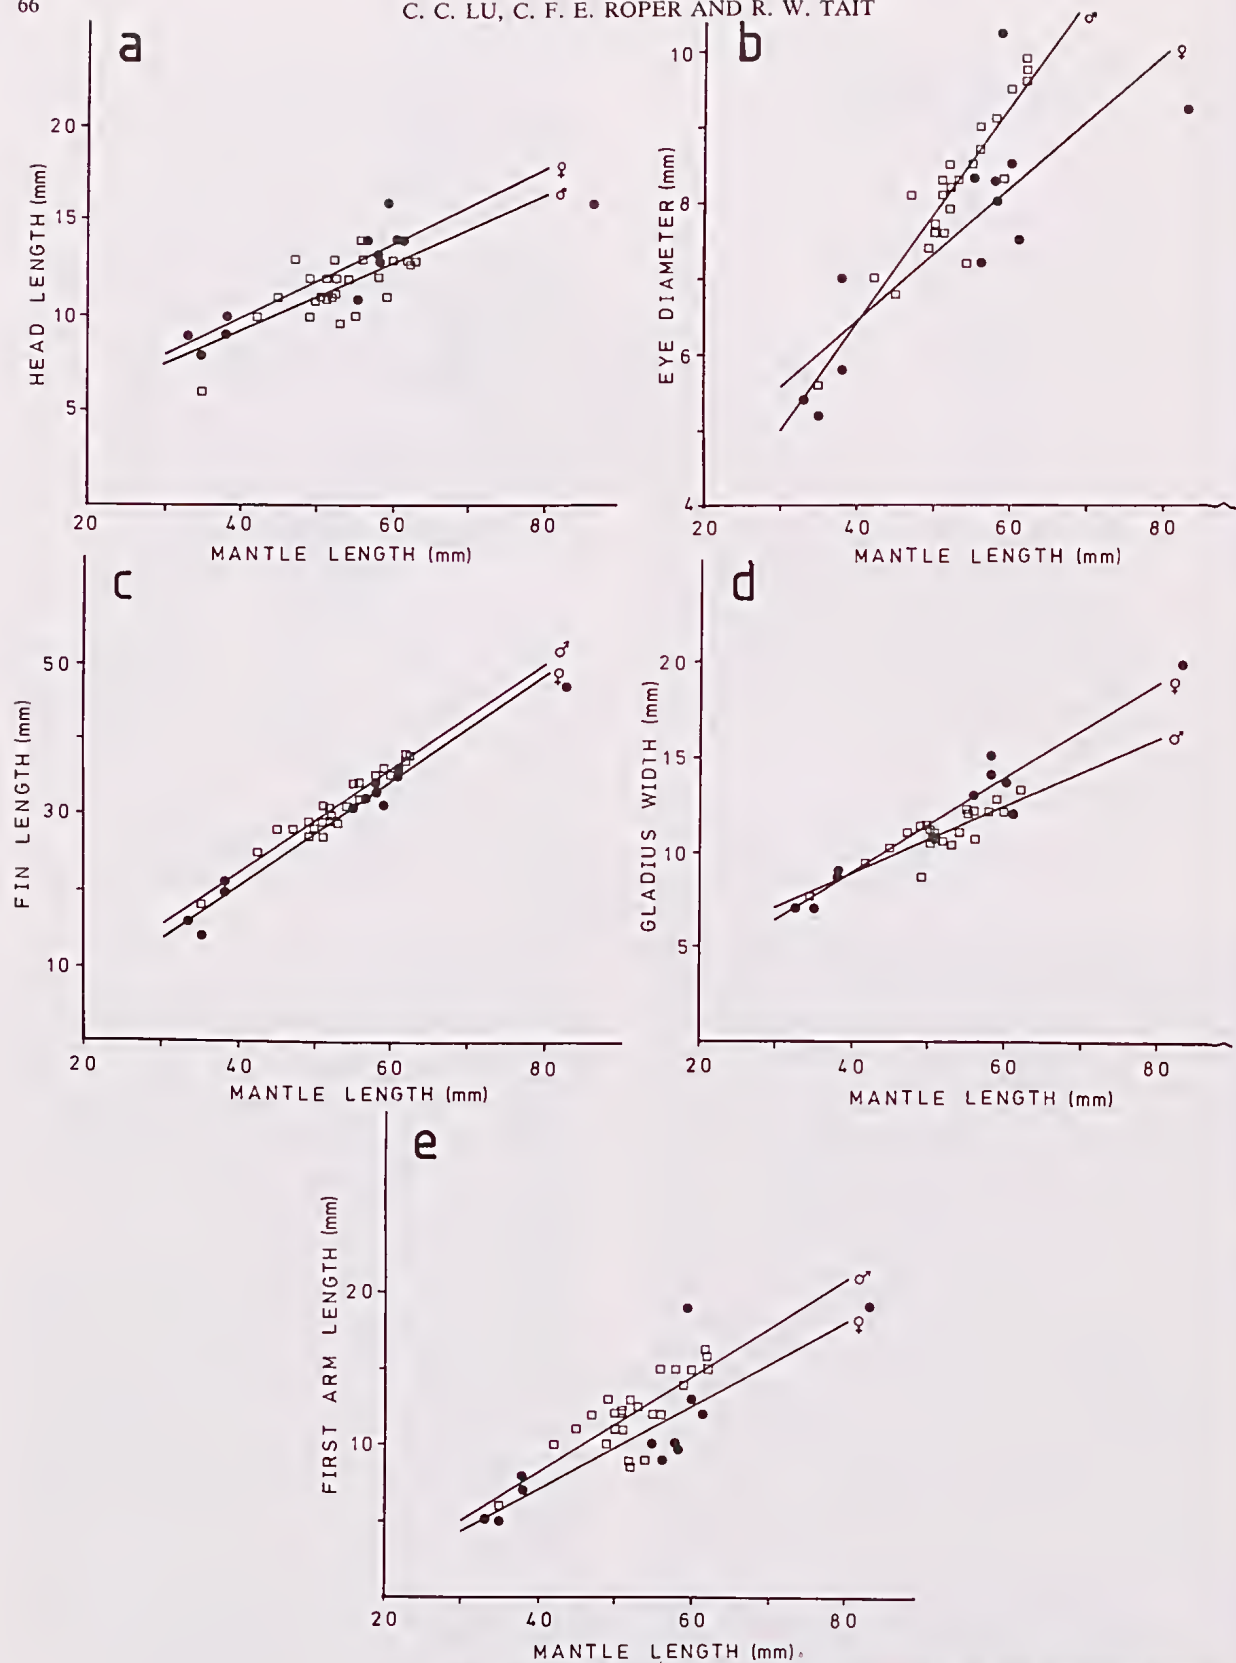 66
C. C. LU, C. F. E. ROPER AND R. W. TAIT
a
HEAD LENGTH (mm)
20
15
10
5
♀
♂
20 40 60 80
MANTLE LENGTH (mm)
b
EYE DIAMETER (mm)
10
8
6
4
♂
♀
20 40 60 80
MANTLE LENGTH (mm)
c
FIN LENGTH (mm)
50
30
10
♂
♀
20 40 60 80
MANTLE LENGTH (mm)
d
GLADIUS WIDTH (mm)
20
15
10
5
♀
♂
20 40 60 80
MANTLE LENGTH (mm)
e
FIRST ARM LENGTH (mm)
20
10
♂
♀
20 40 60 80
MANTLE LENGTH (mm)